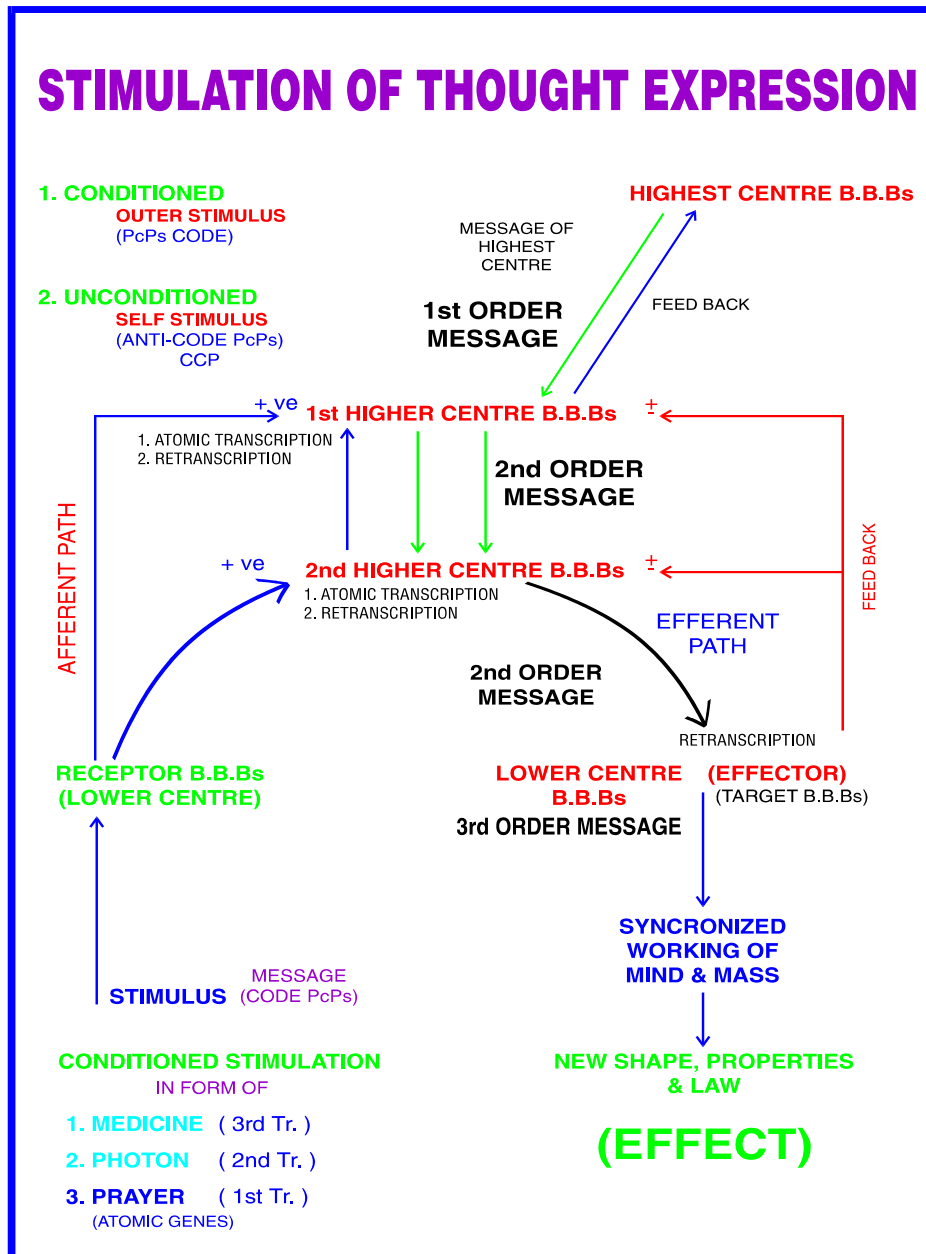 STIMULATION OF THOUGHT EXPRESSION
1. CONDITIONED
OUTER STIMULUS
(PcPs CODE)
2. UNCONDITIONED
SELF STIMULUS
(ANTI-CODE PcPs)
CCP
HIGHEST CENTRE B.B.Bs
MESSAGE OF
HIGHEST
CENTRE
1st ORDER
MESSAGE
FEED BACK
+ ve
1st HIGHER CENTRE B.B.Bs
±
1. ATOMIC TRANSCRIPTION
2. RETRANSCRIPTION
2nd ORDER
MESSAGE
AFFERENT PATH
+ ve
2nd HIGHER CENTRE B.B.Bs
±
1. ATOMIC TRANSCRIPTION
2. RETRANSCRIPTION
FEED BACK
EFFERENT
PATH
2nd ORDER
MESSAGE
RETRANSCRIPTION
RECEPTOR B.B.Bs
(LOWER CENTRE)
LOWER CENTRE (EFFECTOR)
B.B.Bs (TARGET B.B.Bs)
3rd ORDER MESSAGE
SYNCRONIZED
WORKING OF
MIND & MASS
STIMULUS
MESSAGE
(CODE PcPs)
CONDITIONED STIMULATION
IN FORM OF
1. MEDICINE ( 3rd Tr. )
2. PHOTON ( 2nd Tr. )
3. PRAYER ( 1st Tr. )
(ATOMIC GENES)
NEW SHAPE, PROPERTIES
& LAW
(EFFECT)